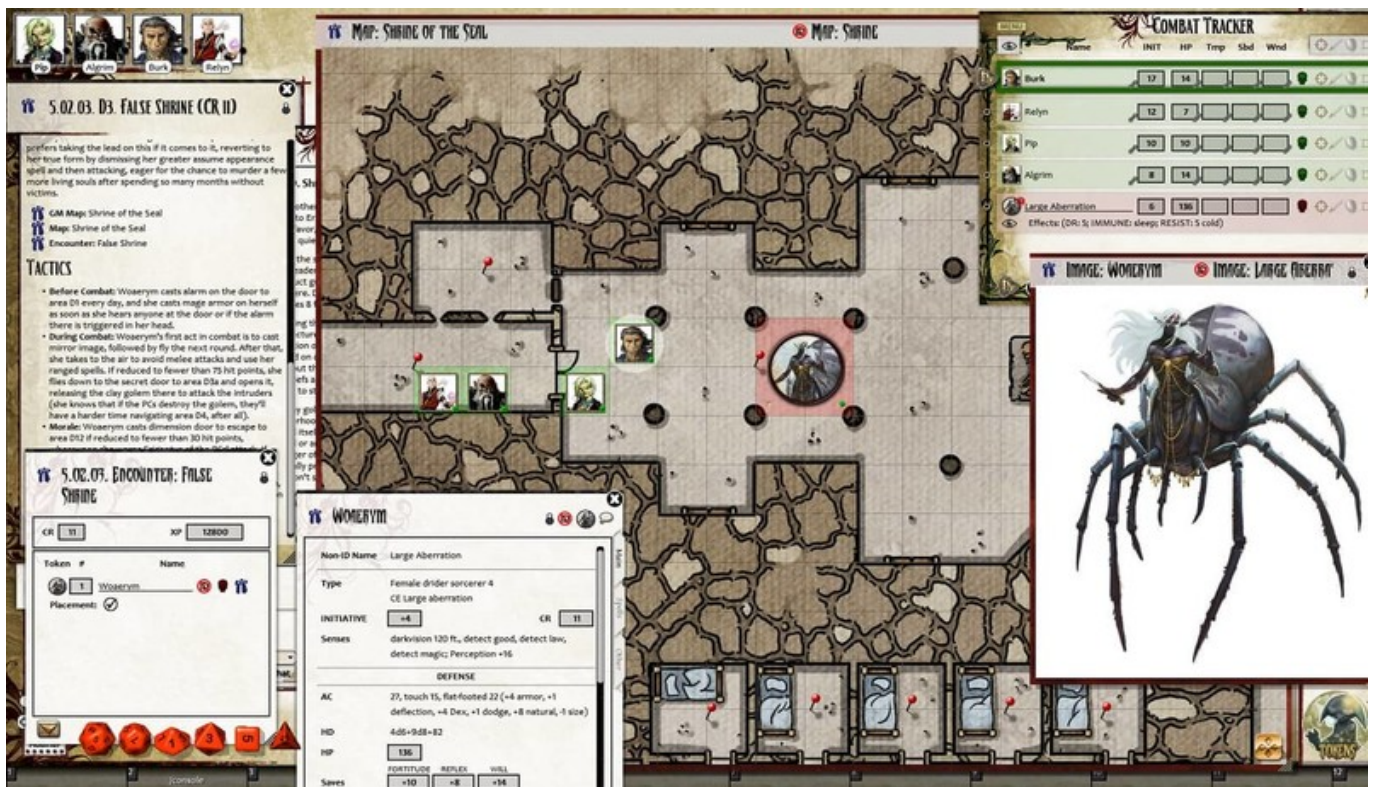 Pip
Algrim
Burk
Relyn
5.02.03. D3. False Shrine (CR 11)
prefers taking the lead on this if it comes to it, reverting to
her true form by dismissing her greater assume appearance
spell and then attacking, eager for the chance to murder a few
more living souls after spending so many months without
victims.
GM Map: Shrine of the Seal
Map: Shrine of the Seal
Encounter: False Shrine
Tactics
• Before Combat: Woaerym casts alarm on the door to
area D1 every day, and she casts mage armor on herself
as soon as she hears anyone at the door or if the alarm
there is triggered in her head.
• During Combat: Woaerym's first act in combat is to cast
mirror image, followed by fly the next round. After that,
she takes to the air to avoid melee attacks and use her
ranged spells. If reduced to fewer than 75 hit points, she
flies down to the secret door to area D3a and opens it,
releasing the clay golem there to attack the intruders
(she knows that if the PCs destroy the golem, they'll
have a harder time navigating area D4, after all).
• Morale: Woaerym casts dimension door to escape to
area D12 if reduced to fewer than 30 hit points,
5.02.03. Encounter: False
Shrine
CR 11 XP 12800
Token # Name
1 Woaerym
Placement:
/console
Map: Shrine of the Seal
Map: Shrine
Woaerym
Non-ID Name Large Aberration
Type Female drider sorcerer 4
CE Large aberration
INITIATIVE +4 CR 11
Senses darkvision 120 ft., detect good, detect law,
detect magic; Perception +16
DEFENSE
AC 27, touch 15, flat-footed 22 (+4 armor, +1
deflection, +4 Dex, +1 dodge, +8 natural, -1 size)
HD 4d6+9d8+82
HP 136
FORTITUDE REFLEX WILL
Saves +10 +8 +14
Main
Spells
Other
MENU
Combat Tracker
Name INIT HP Tmp Sbd Wnd
Burk 17 14
Relyn 12 7
Pip 10 10
Algrim 8 14
Large Aberration 6 136
Effects: (DR: 5; IMMUNE: sleep; RESIST: 5 cold)
Image: Woaerym
Image: Large Aberra
TOKENS